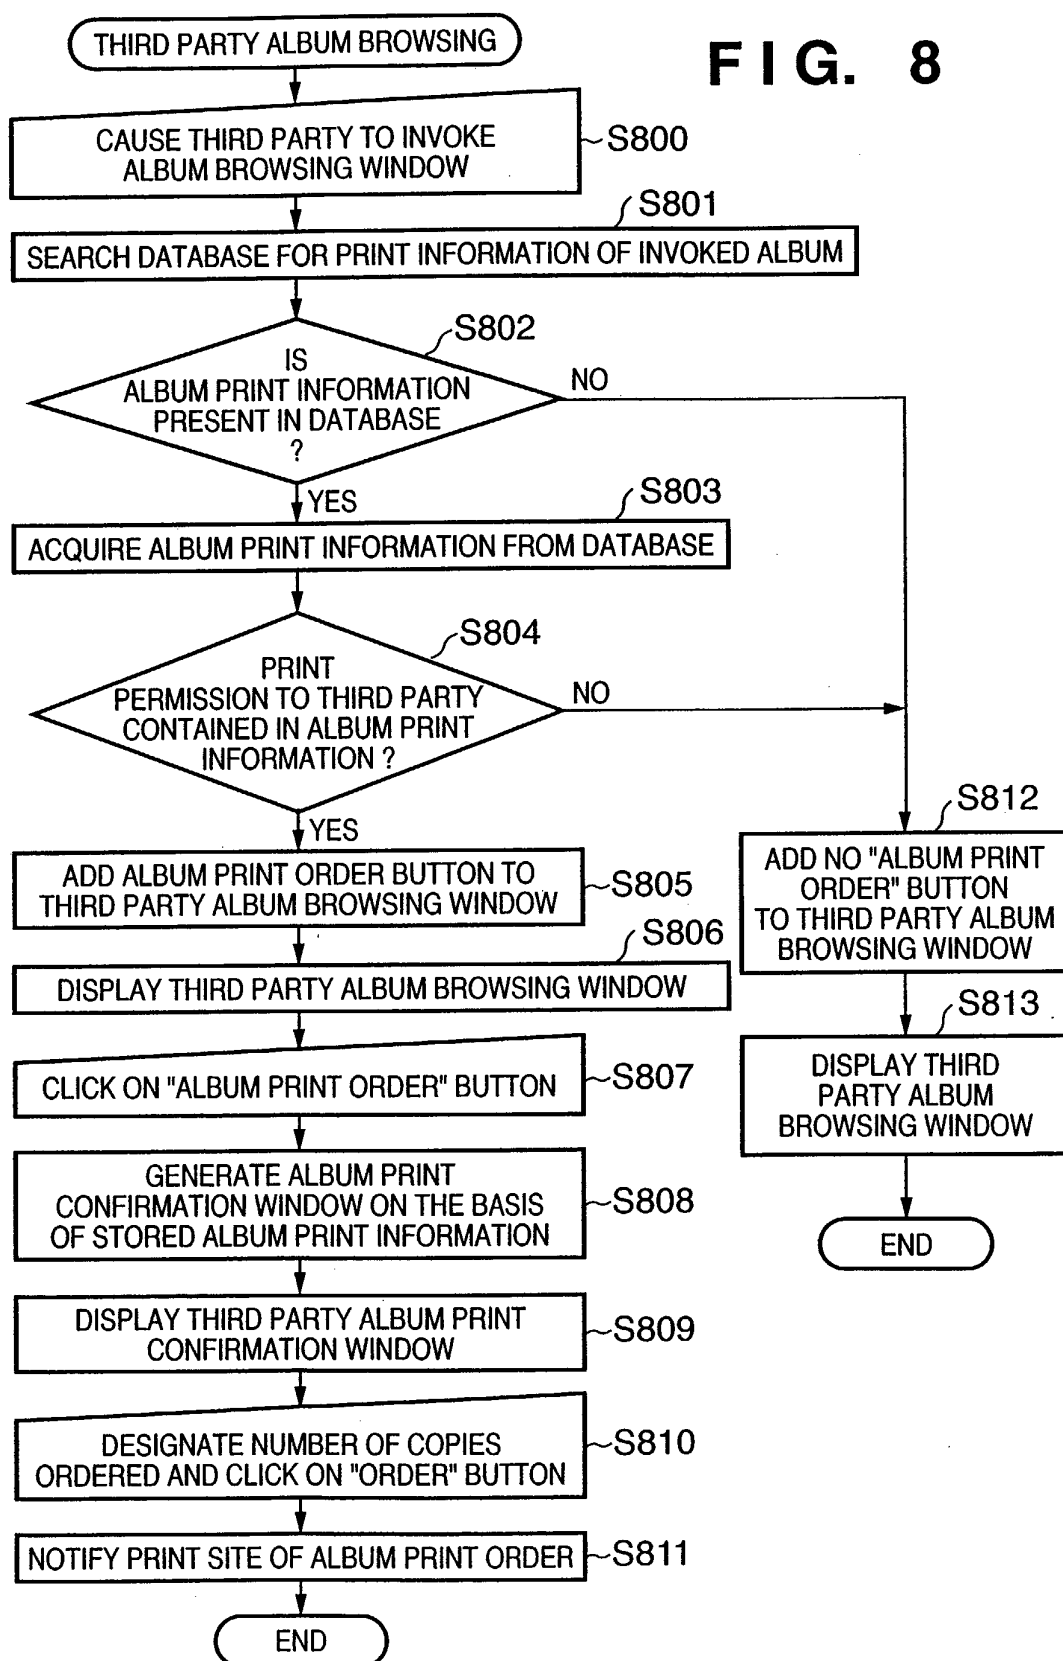 THIRD PARTY ALBUM BROWSING
FIG. 8
CAUSE THIRD PARTY TO INVOKE
ALBUM BROWSING WINDOW
S800
S801
SEARCH DATABASE FOR PRINT INFORMATION OF INVOKED ALBUM
S802
IS
ALBUM PRINT INFORMATION
PRESENT IN DATABASE
?
NO
YES
S803
ACQUIRE ALBUM PRINT INFORMATION FROM DATABASE
S804
PRINT
PERMISSION TO THIRD PARTY
CONTAINED IN ALBUM PRINT
INFORMATION ?
NO
YES
ADD ALBUM PRINT ORDER BUTTON TO
THIRD PARTY ALBUM BROWSING WINDOW
S805
S806
DISPLAY THIRD PARTY ALBUM BROWSING WINDOW
CLICK ON "ALBUM PRINT ORDER" BUTTON
S807
GENERATE ALBUM PRINT
CONFIRMATION WINDOW ON THE BASIS
OF STORED ALBUM PRINT INFORMATION
S808
DISPLAY THIRD PARTY ALBUM PRINT
CONFIRMATION WINDOW
S809
DESIGNATE NUMBER OF COPIES
ORDERED AND CLICK ON "ORDER" BUTTON
S810
NOTIFY PRINT SITE OF ALBUM PRINT ORDER
S811
END
S812
ADD NO "ALBUM PRINT
ORDER" BUTTON
TO THIRD PARTY ALBUM
BROWSING WINDOW
S813
DISPLAY THIRD
PARTY ALBUM
BROWSING WINDOW
END